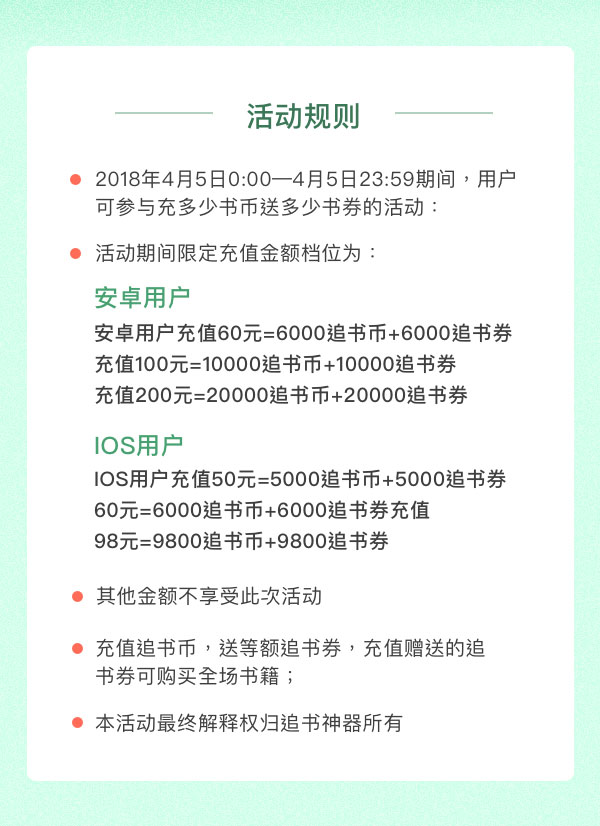 活动规则
2018年4月5日0:00—4月5日23:59期间，用户
可参与充多少书币送多少书券的活动：
活动期间限定充值金额档位为：
安卓用户
安卓用户充值60元=6000追书币+6000追书券
充值100元=10000追书币+10000追书券
充值200元=20000追书币+20000追书券
IOS用户
IOS用户充值50元=5000追书币+5000追书券
60元=6000追书币+6000追书券充值
98元=9800追书币+9800追书券
其他金额不享受此次活动
充值追书币，送等额追书券，充值赠送的追
书券可购买全场书籍；
本活动最终解释权归追书神器所有